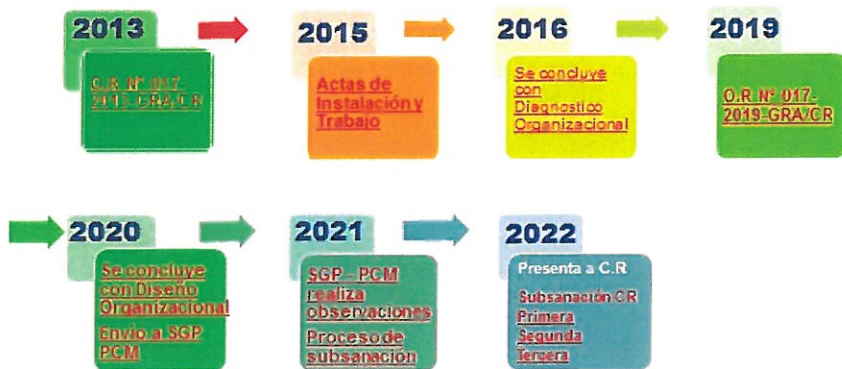 2013
O.R Nº 017-
2013-GRA/CR
2015
Actas de
Instalación y
Trabajo
2016
Se concluye
con
Diagnostico
Organizacional
2019
O.R Nº 017-
2019-GRA/CR
2020
Se concluye
con Diseño
Organizacional
Envío a SGP
PCM
2021
SGP - PCM
realiza
observaciones
Proceso de
subsanación
2022
Presenta a C.R
Subsanación CR
Primera
Segunda
Tercera